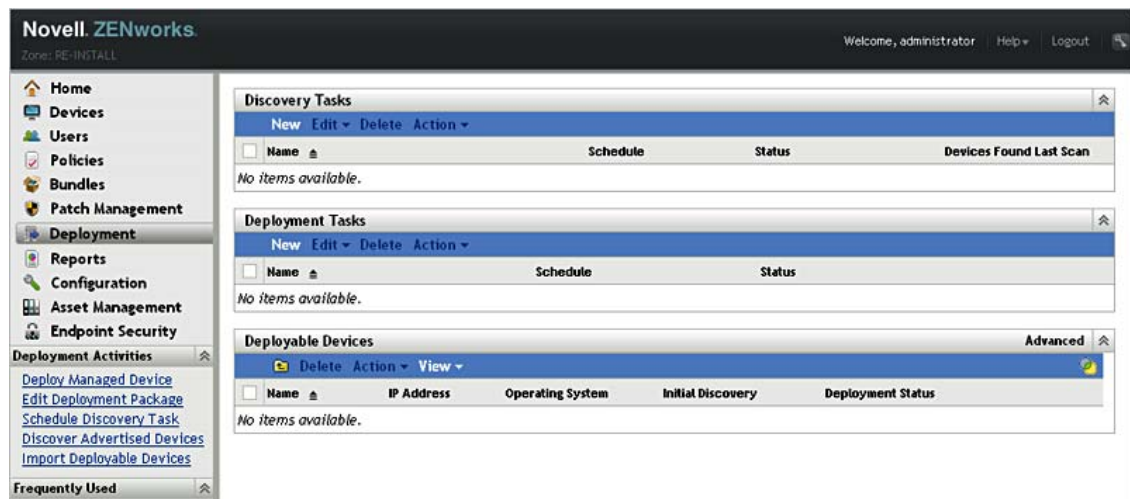 Novell. ZENworks.
Zone: RE-INSTALL
Welcome, administrator Help Logout
Home
Devices
Users
Policies
Bundles
Patch Management
Deployment
Reports
Configuration
Asset Management
Endpoint Security
Deployment Activities
Deploy Managed Device
Edit Deployment Package
Schedule Discovery Task
Discover Advertised Devices
Import Deployable Devices
Frequently Used
Discovery Tasks
New Edit Delete Action
Name Schedule Status Devices Found Last Scan
No items available.
Deployment Tasks
New Edit Delete Action
Name Schedule Status
No items available.
Deployable Devices Advanced
Delete Action View
Name IP Address Operating System Initial Discovery Deployment Status
No items available.